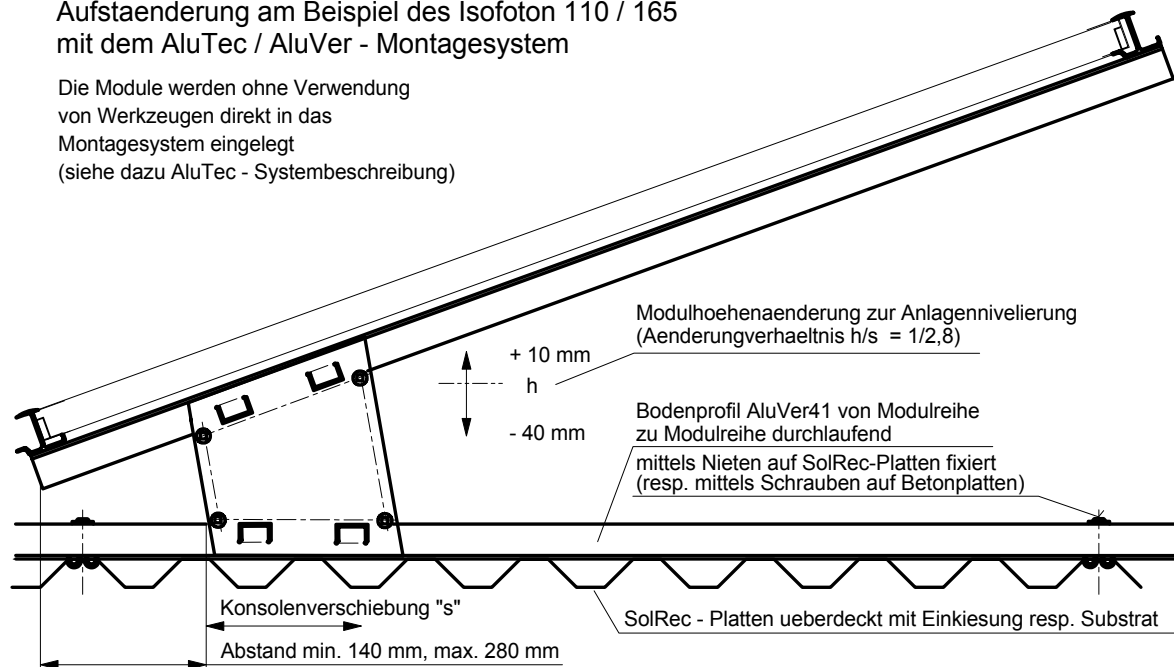 Aufstaenderung am Beispiel des Isofoton 110 / 165
mit dem AluTec / AluVer - Montagesystem
Die Module werden ohne Verwendung
von Werkzeugen direkt in das
Montagesystem eingelegt
(siehe dazu AluTec - Systembeschreibung)
Modulhoehenaenderung zur Anlagennivelierung
(Aenderungverhaeltnis h/s = 1/2,8)
+ 10 mm
h
- 40 mm
Bodenprofil AluVer41 von Modulreihe
zu Modulreihe durchlaufend
mittels Nieten auf SolRec-Platten fixiert
(resp. mittels Schrauben auf Betonplatten)
Konsolenverschiebung "s"
SolRec - Platten ueberdeckt mit Einkiesung resp. Substrat
Abstand min. 140 mm, max. 280 mm